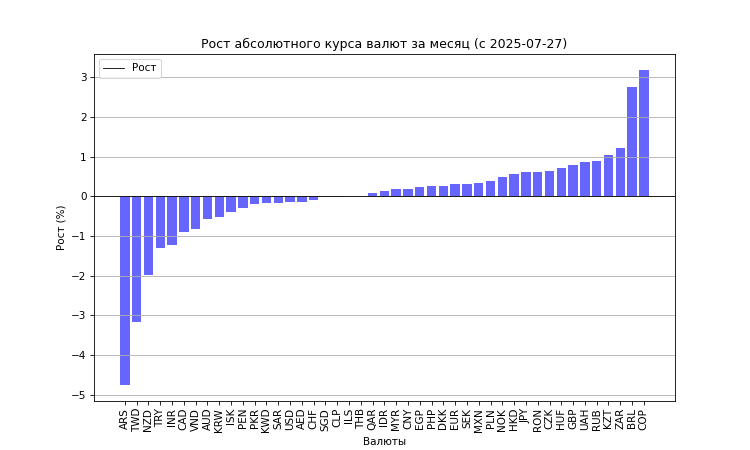 Рост абсолютного курса валют за месяц (с 2025-07-27)
Рост
3
2
1
0
−1
−2
−3
−4
−5
Рост (%)
ARS TWD NZD TRY INR CAD VND AUD KRW ISK PEN PKR KWD SAR USD AED CHF SGD CLP ILS THB QAR IDR MYR CNY EGP PHP DKK EUR SEK MXN PLN NOK HKD JPY RON CZK HUF GBP UAH RUB KZT ZAR BRL COP
Валюты